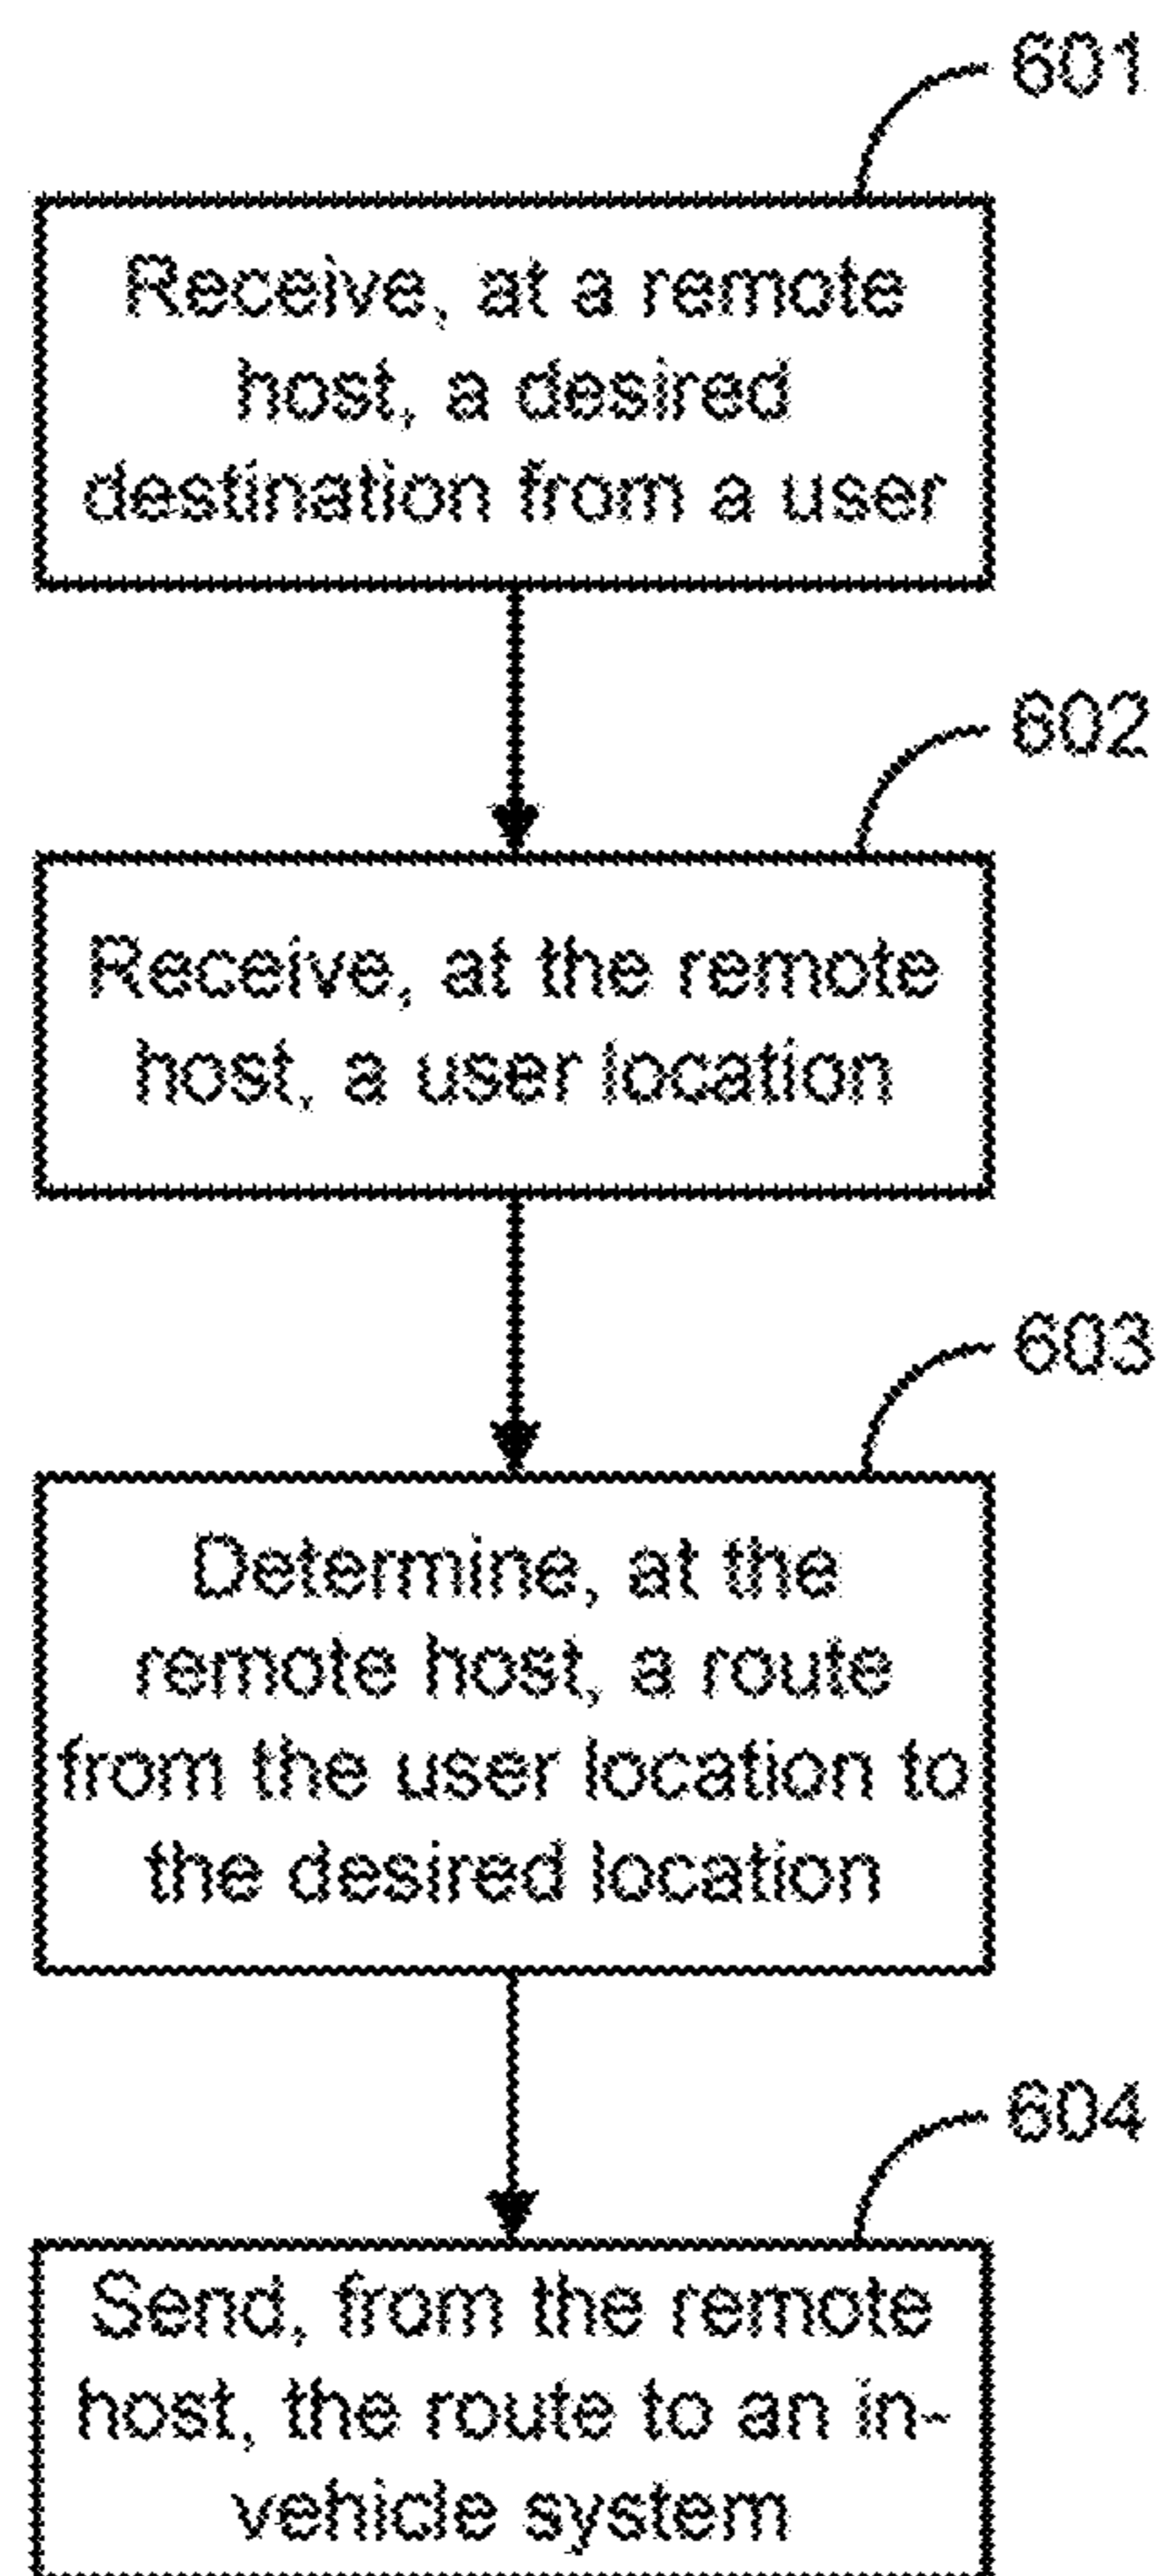 601
Receive, at a remote
host, a desired
destination from a user
602
Receive, at the remote
host, a user location
603
Determine, at the
remote host, a route
from the user location to
the desired location
604
Send, from the remote
host, the route to an in-
vehicle system